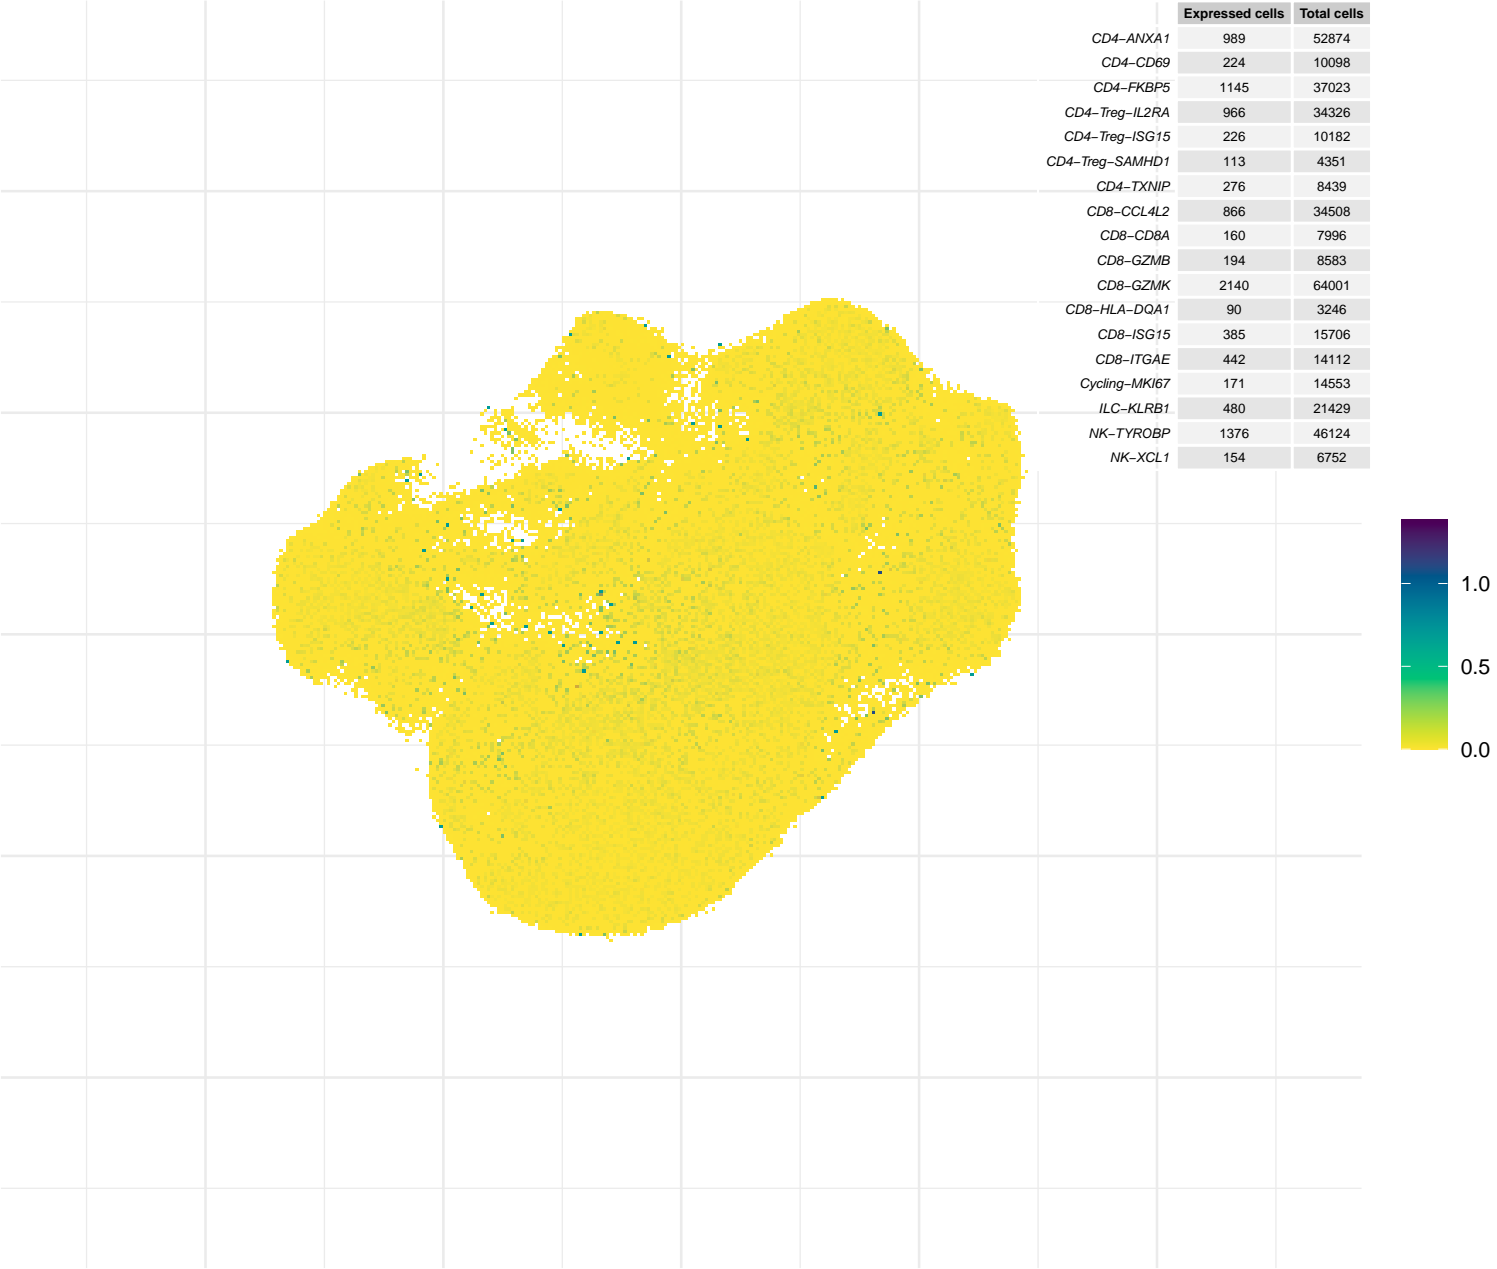 Expressed cells Total cells
CD4−ANXA1 989 52874
CD4−CD69 224 10098
CD4−FKBP5 1145 37023
CD4−Treg−IL2RA 966 34326
CD4−Treg−ISG15 226 10182
CD4−Treg−SAMHD1 113 4351
CD4−TXNIP 276 8439
CD8−CCL4L2 866 34508
CD8−CD8A 160 7996
CD8−GZMB 194 8583
CD8−GZMK 2140 64001
CD8−HLA−DQA1 90 3246
CD8−ISG15 385 15706
CD8−ITGAE 442 14112
Cycling−MKI67 171 14553
ILC−KLRB1 480 21429
NK−TYROBP 1376 46124
NK−XCL1 154 6752
1.0
0.5
0.0